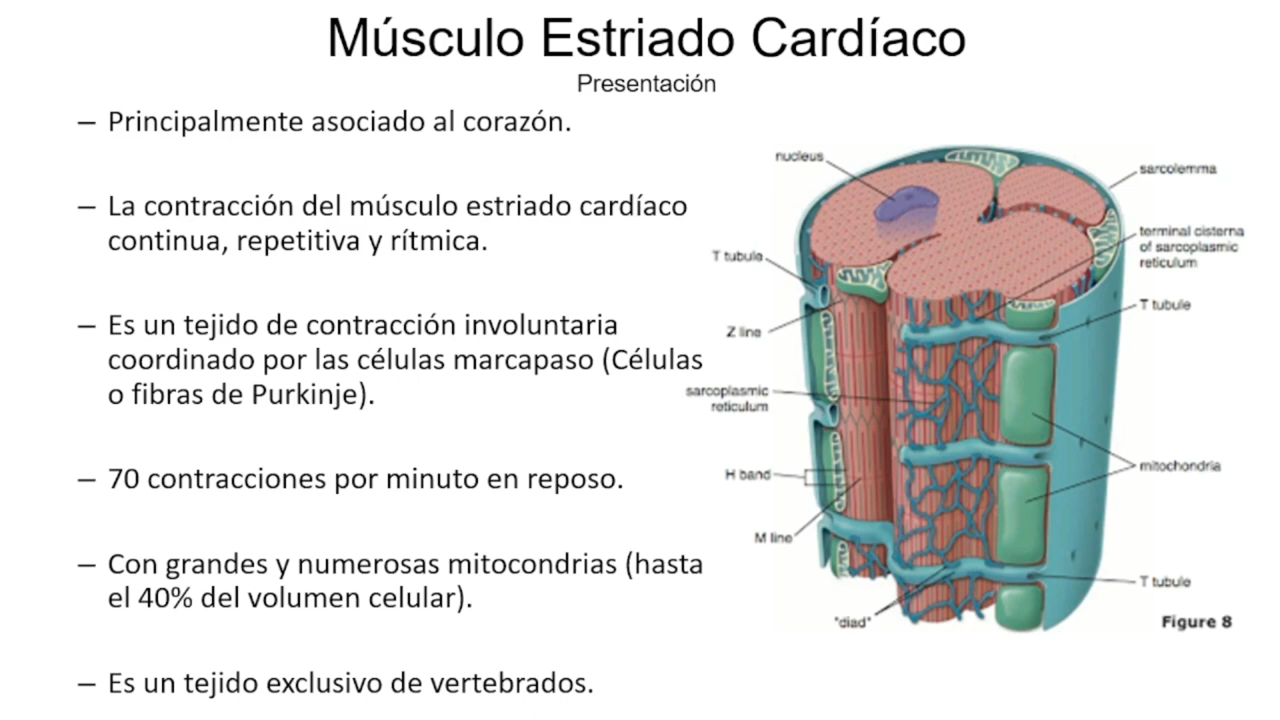 Músculo Estriado Cardíaco
Presentación
– Principalmente asociado al corazón.
– La contracción del músculo estriado cardíaco
continua, repetitiva y rítmica.
– Es un tejido de contracción involuntaria
coordinado por las células marcapaso (Células
o fibras de Purkinje).
– 70 contracciones por minuto en reposo.
– Con grandes y numerosas mitocondrias (hasta
el 40% del volumen celular).
– Es un tejido exclusivo de vertebrados.
nucleus
sarcolemma
terminal cisterna
of sarcoplasmic
reticulum
T tubule
T tubule
Z line
sarcoplasmic
reticulum
H band
mitochondria
M line
T tubule
"diad"
Figure 8